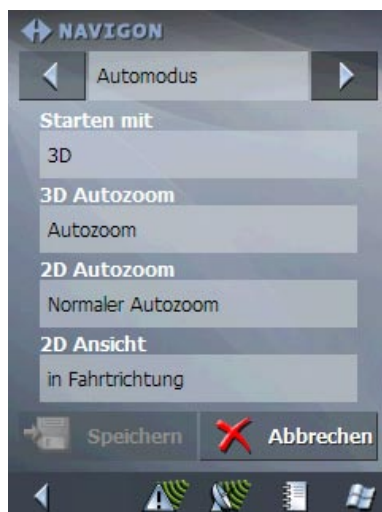 NAVIGON
Automodus
Starten mit
3D
3D Autozoom
Autozoom
2D Autozoom
Normaler Autozoom
2D Ansicht
in Fahrtrichtung
Speichern
Abbrechen